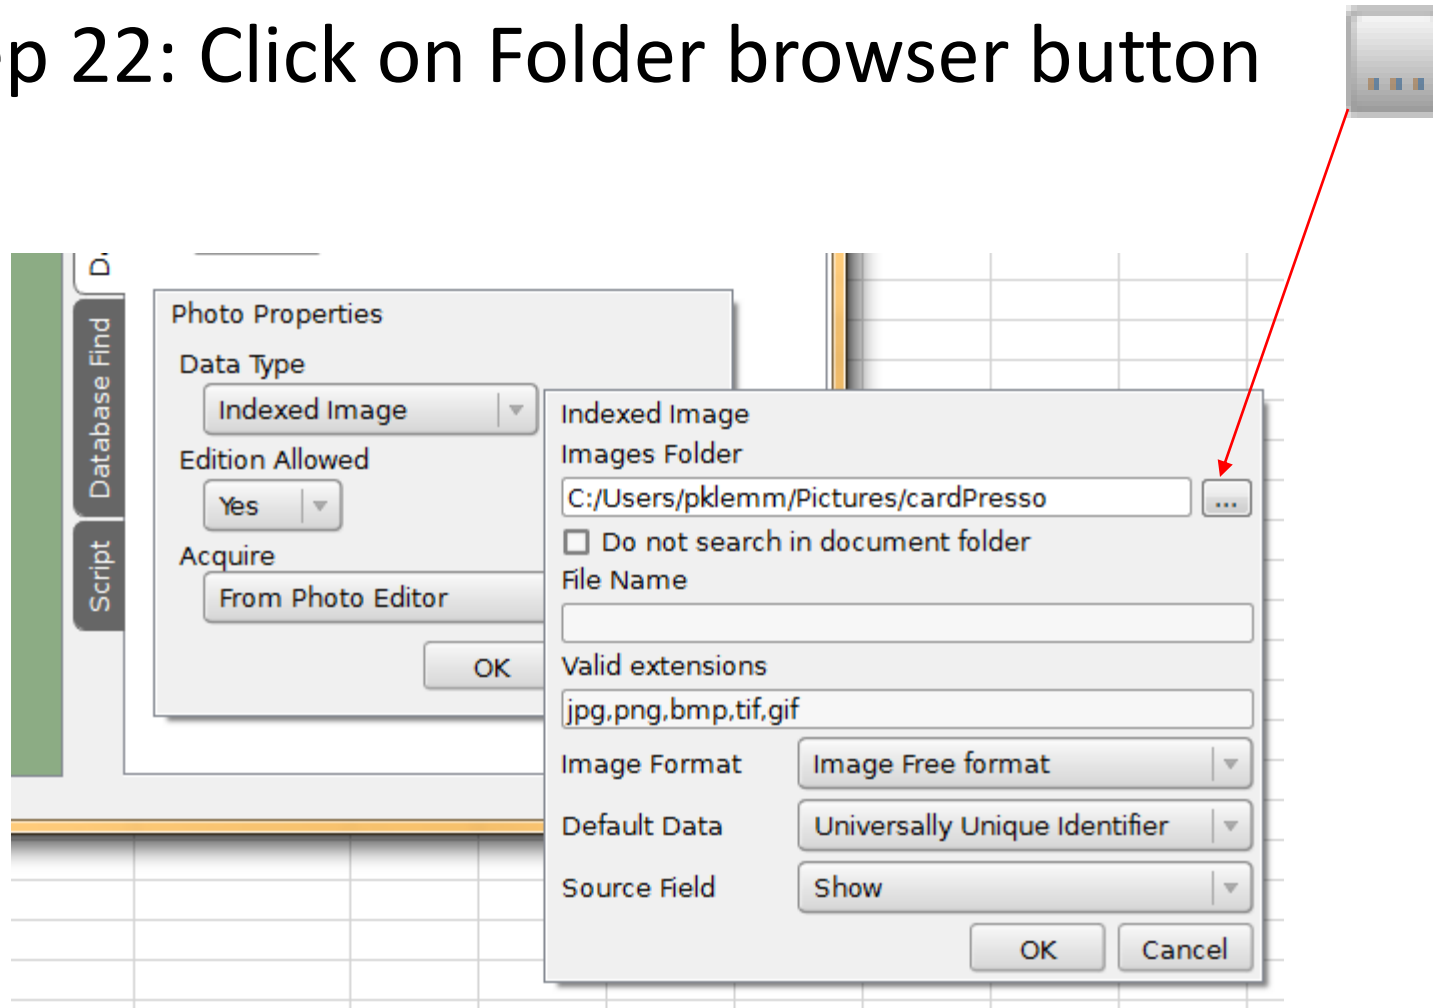 p 22: Click on Folder browser button
...
Photo Properties
Data Type
Indexed Image
Edition Allowed
Yes
Acquire
From Photo Editor
OK
Database Find
Script
Indexed Image
Images Folder
C:/Users/pklemm/Pictures/cardPresso
...
Do not search in document folder
File Name
Valid extensions
jpg,png,bmp,tif,gif
Image Format
Image Free format
Default Data
Universally Unique Identifier
Source Field
Show
OK
Cancel